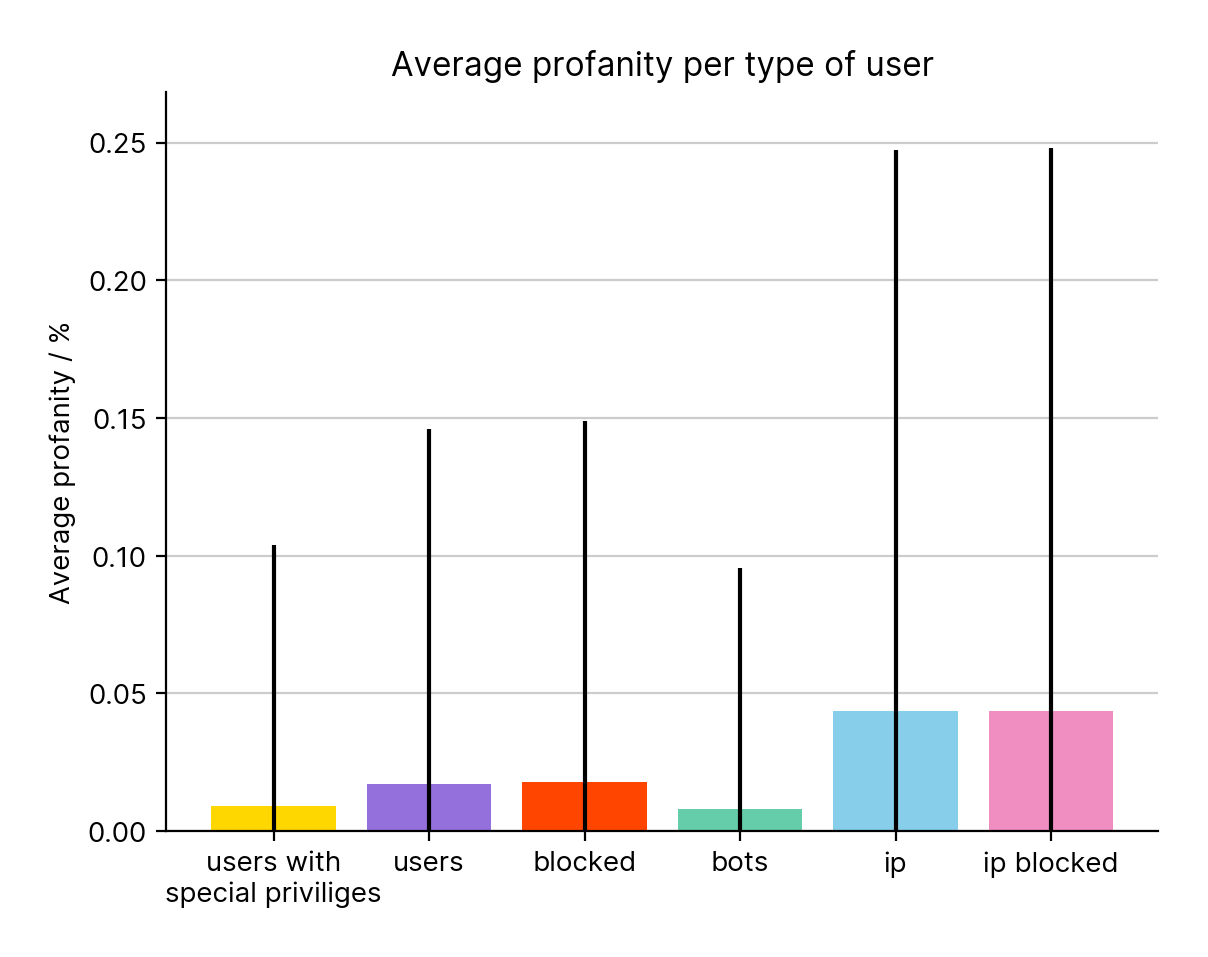 Average profanity per type of user
Average profanity / %
0.25
0.20
0.15
0.10
0.05
0.00
users with
special priviliges
users
blocked
bots
ip
ip blocked